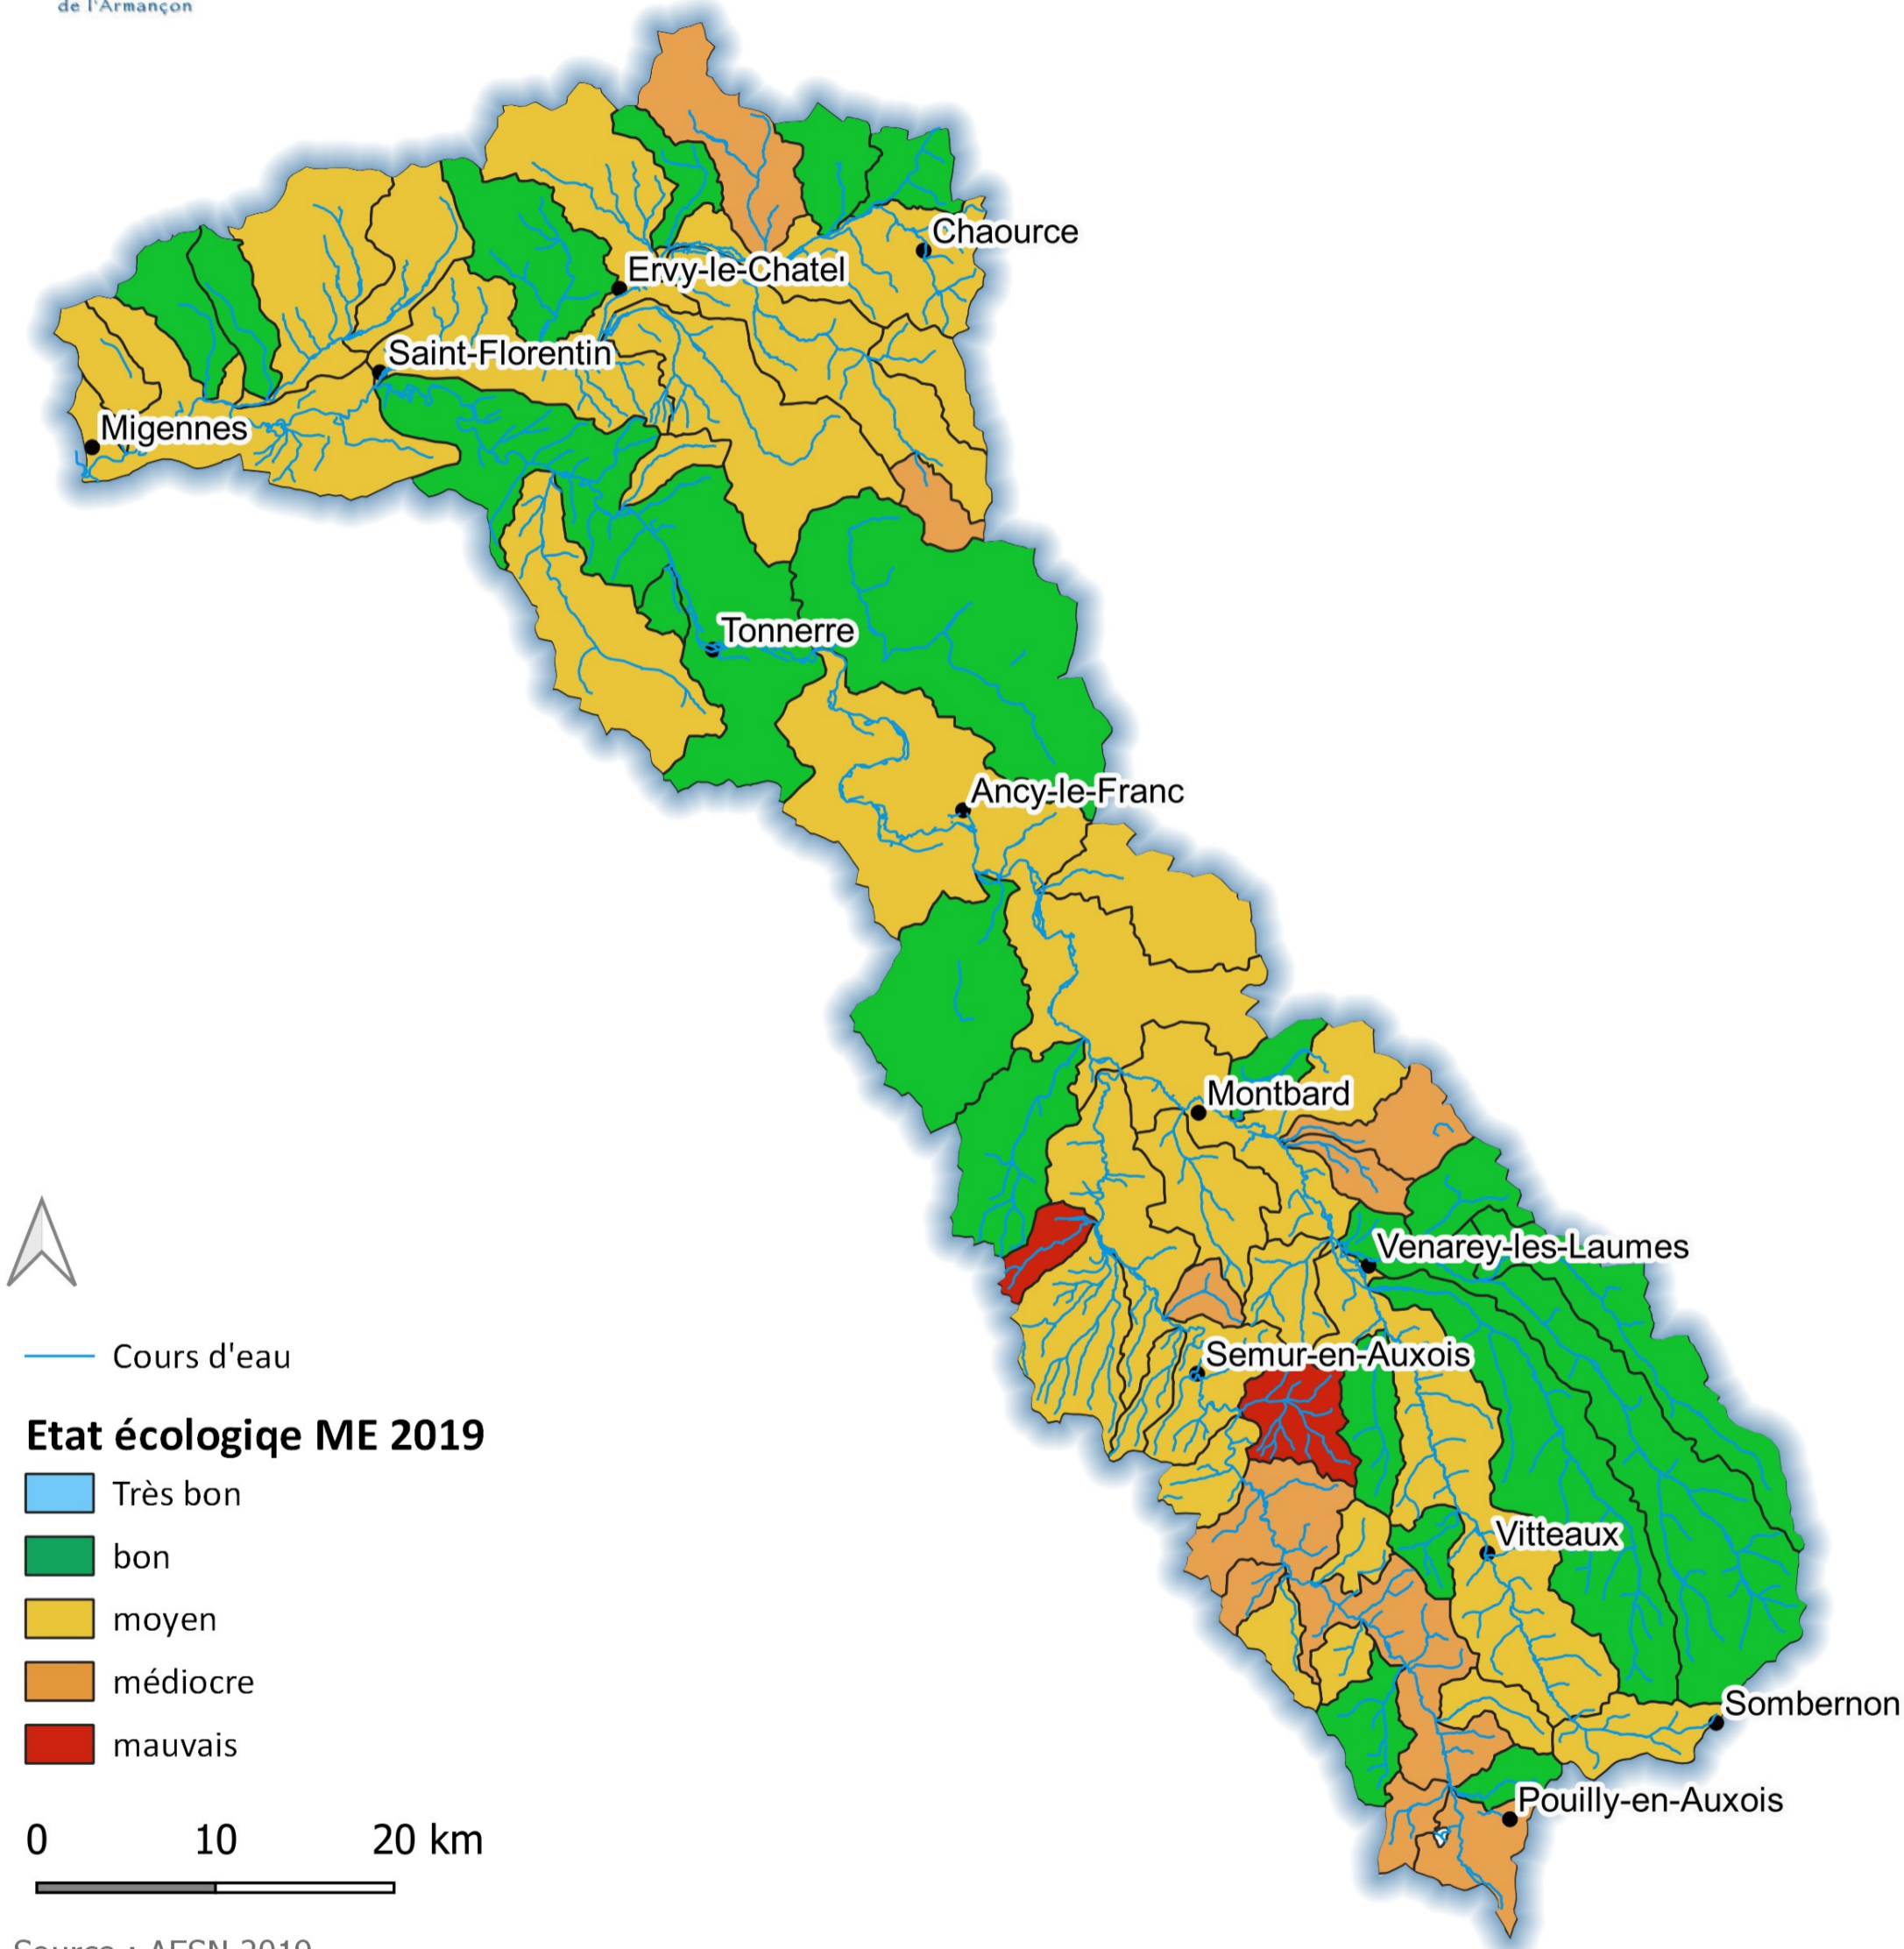 de l'Armançon
Chaource
Ervy-le-Chatel
Saint-Florentin
Migennes
Tonnerre
Ancy-le-Franc
Montbard
Venarey-les-Laumes
Semur-en-Auxois
Vitteaux
Sombernon
Pouilly-en-Auxois
Cours d'eau
Etat écologiqe ME 2019
Très bon
bon
moyen
médiocre
mauvais
0 10 20 km
Source : AESN 2019